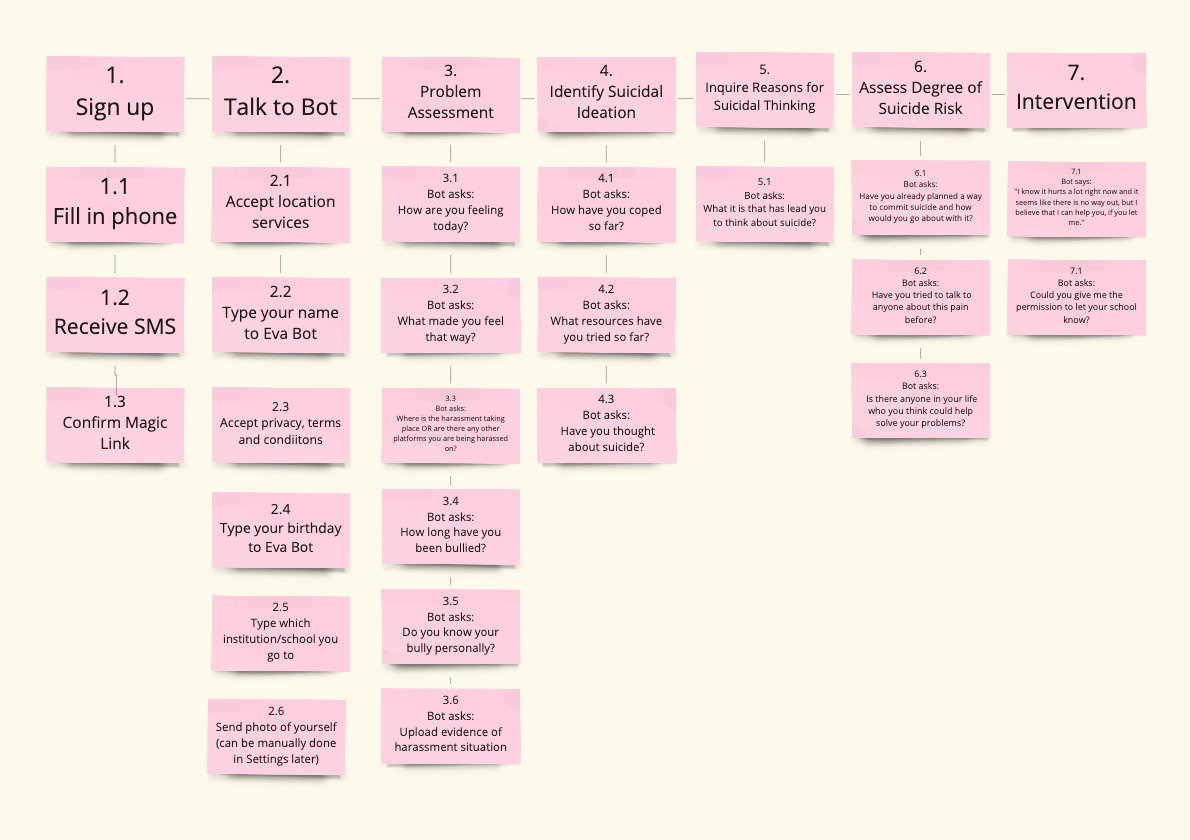 1.
Sign up
1.1
Fill in phone
1.2
Receive SMS
1.3
Confirm Magic
Link
2.
Talk to Bot
2.1
Accept location
services
2.2
Type your name
to Eva Bot
2.3
Accept privacy, terms
and condiitons
2.4
Type your birthday
to Eva Bot
2.5
Type which
institution/school you
go to
2.6
Send photo of yourself
(can be manually done
in Settings later)
3.
Problem
Assessment
3.1
Bot asks:
How are you feeling
today?
3.2
Bot asks:
What made you feel
that way?
3.3
Bot asks:
Where is the harassment taking
place OR are there any other
platforms you are being harassed
on?
3.4
Bot asks:
How long have you
been bullied?
3.5
Bot asks:
Do you know your
bully personally?
3.6
Bot asks:
Upload evidence of
harassment situation
4.
Identify Suicidal
Ideation
4.1
Bot asks:
How have you coped
so far?
4.2
Bot asks:
What resources have
you tried so far?
4.3
Bot asks:
Have you thought
about suicide?
5.
Inquire Reasons for
Suicidal Thinking
5.1
Bot asks:
What it is that has lead you
to think about suicide?
6.
Assess Degree of
Suicide Risk
6.1
Bot asks:
Have you already planned a way
to commit suicide and how
would you go about with it?
6.2
Bot asks:
Have you tried to talk to
anyone about this pain
before?
6.3
Bot asks:
Is there anyone in your life
who you think could help
solve your problems?
7.
Intervention
7.1
Bot says:
"I know it hurts a lot right now and it
seems like there is no way out, but I
believe that I can help you, if you let
me."
7.1
Bot asks:
Could you give me the
permission to let your school
know?